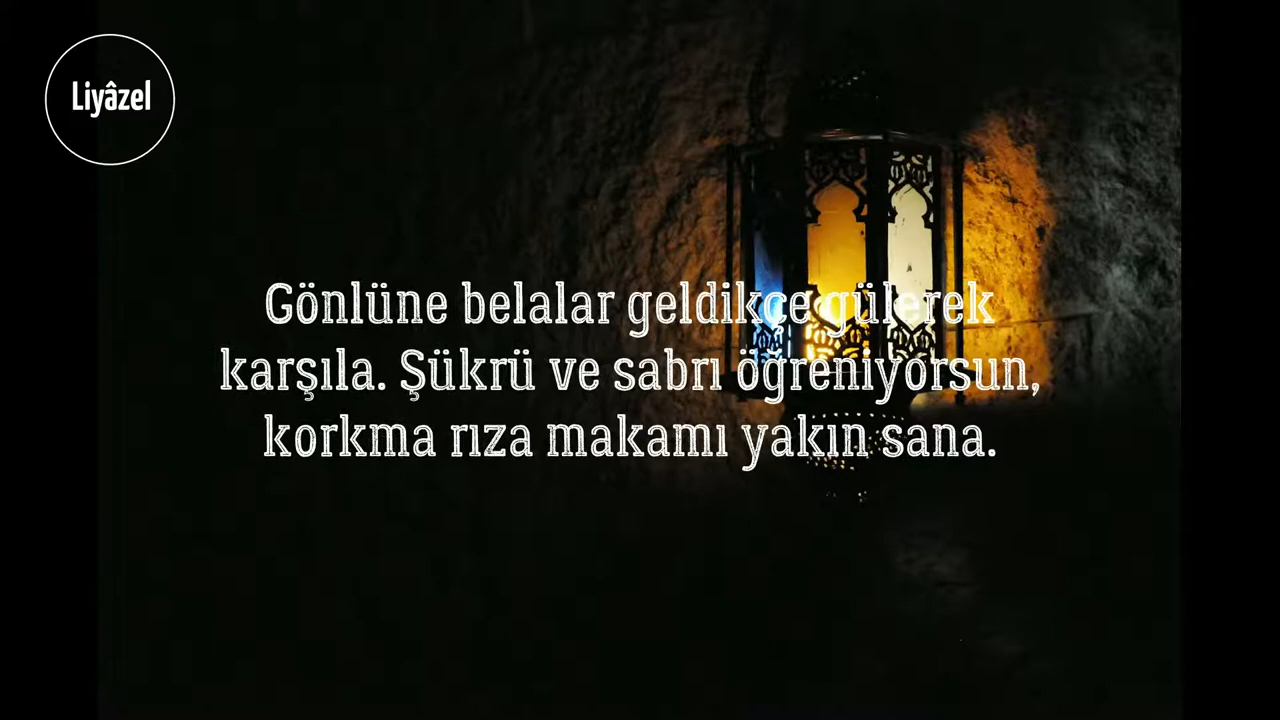 Liyâzel
Gönlüne belalar geldikçe gülerek
karşıla. Şükrü ve sabrı öğreniyorsun,
korkma rıza makamı yakın sana.